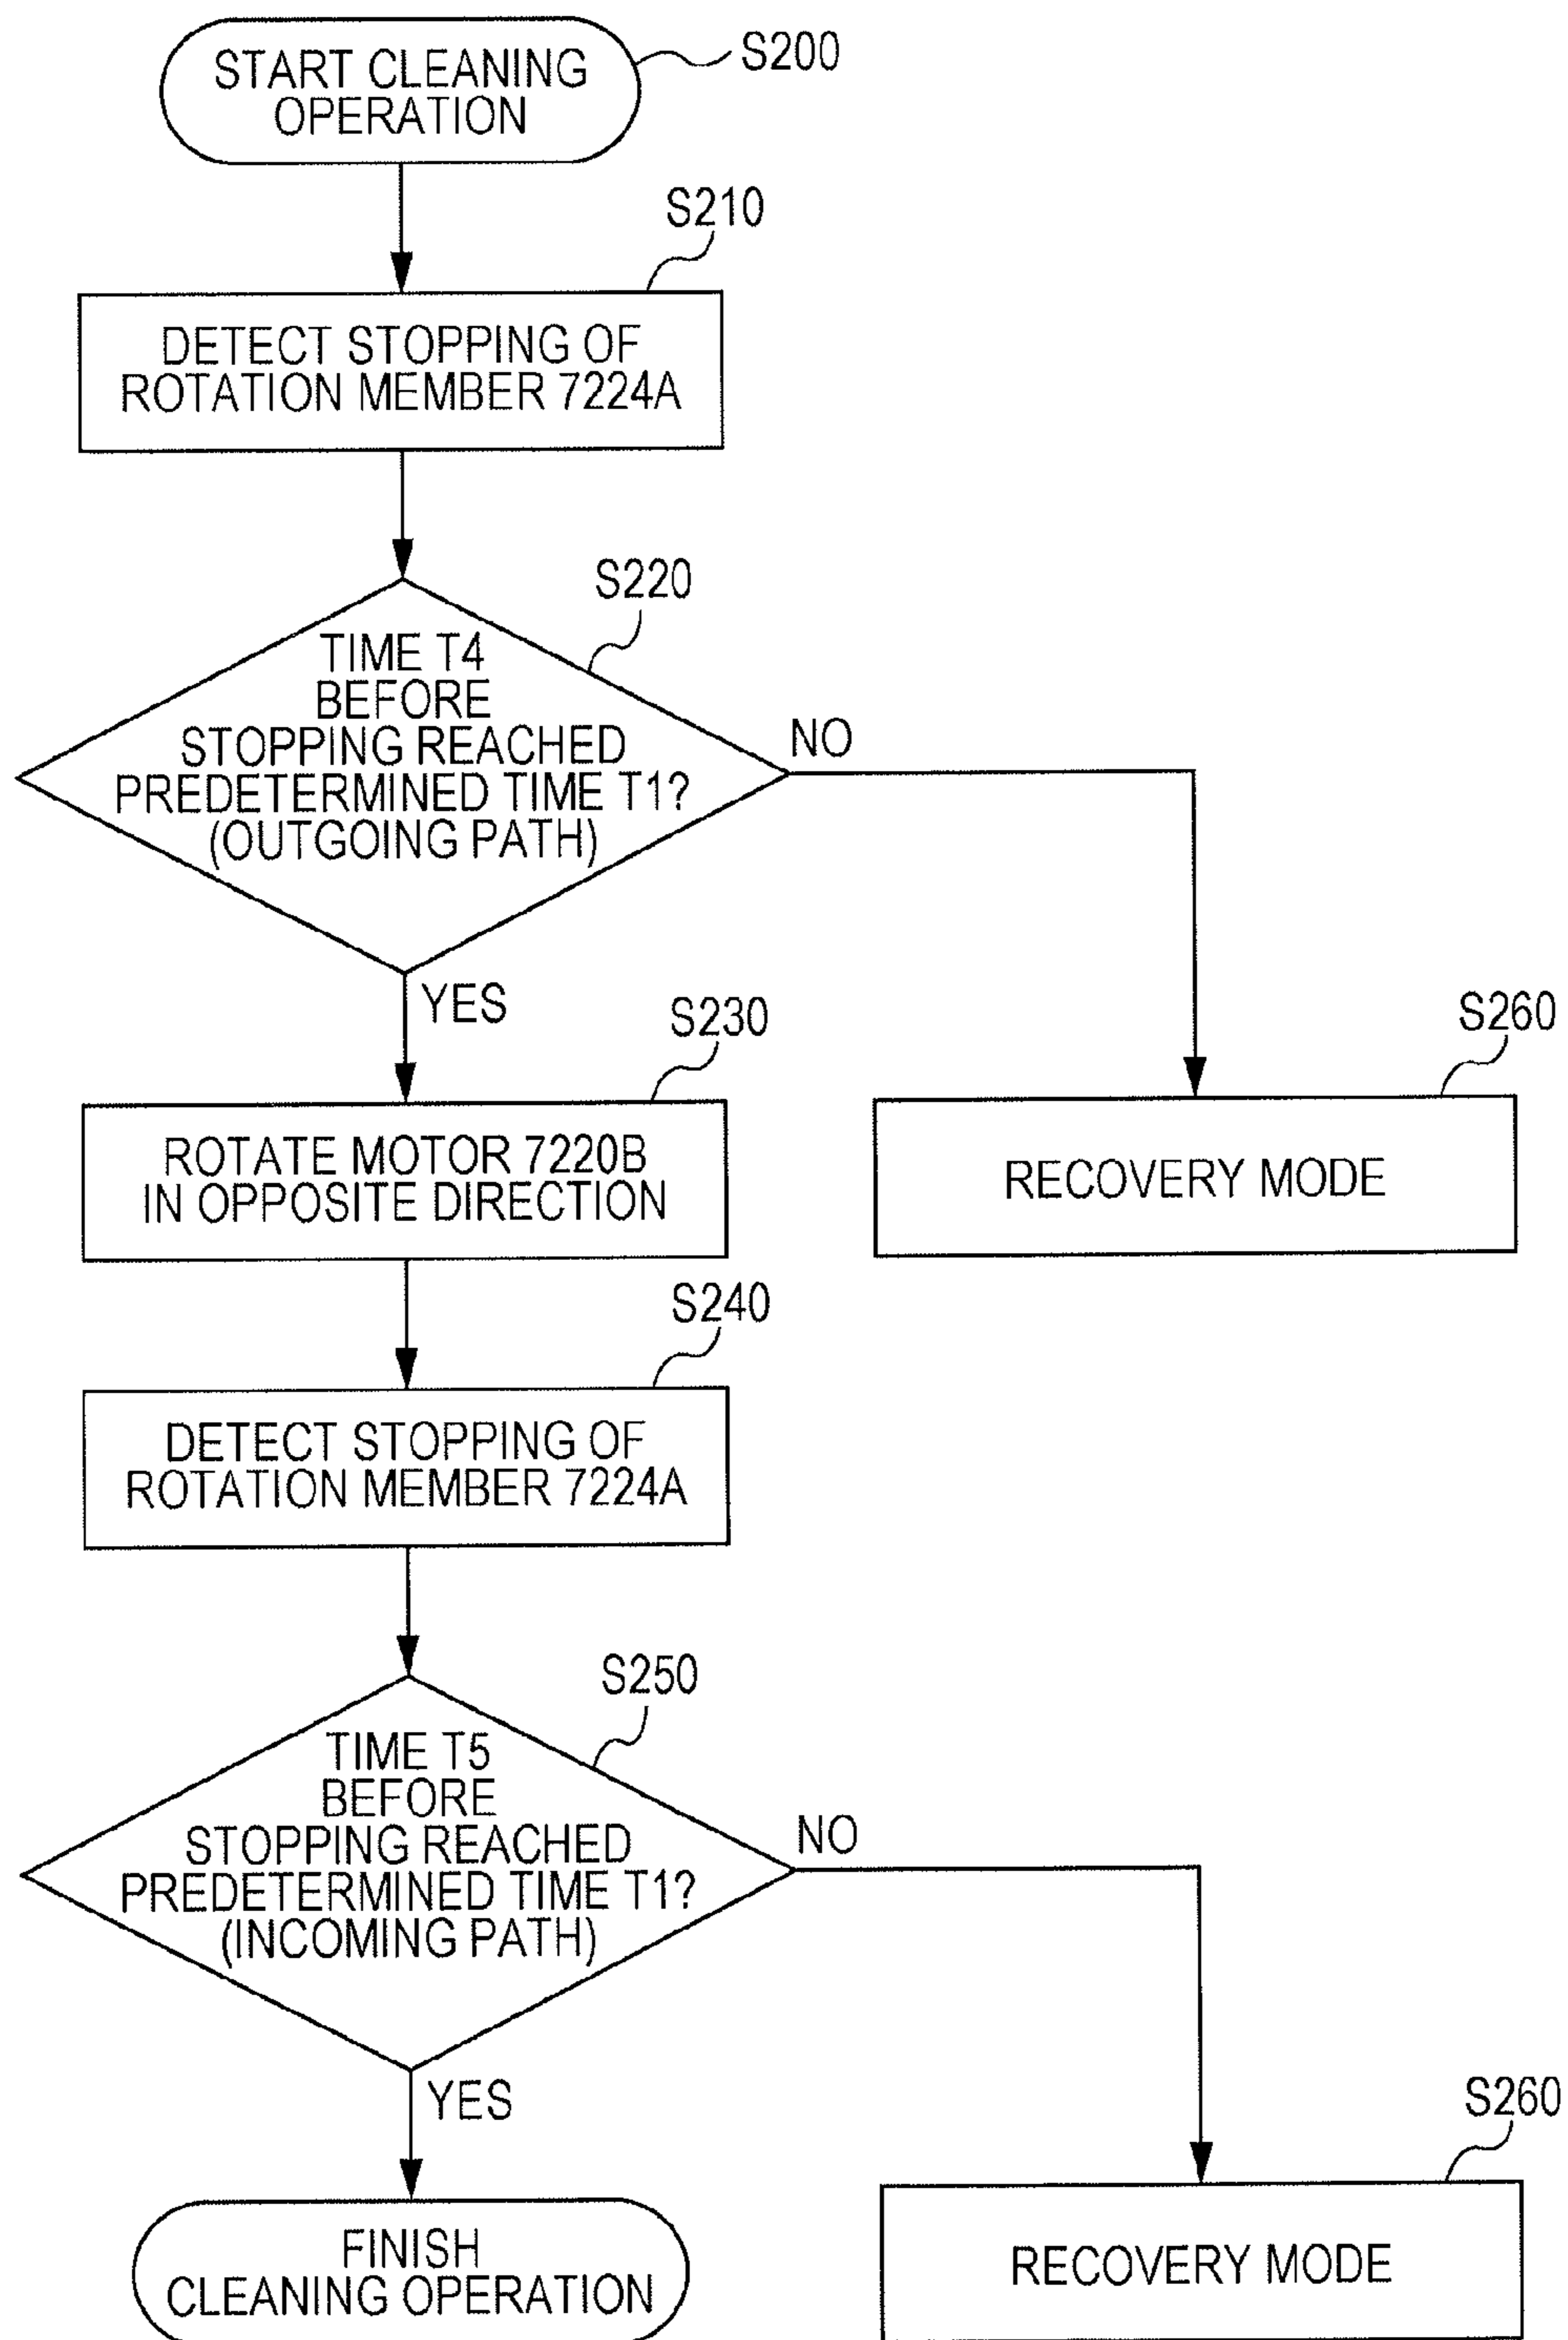 START CLEANING
OPERATION
S200
S210
DETECT STOPPING OF
ROTATION MEMBER 7224A
S220
TIME T4
BEFORE
STOPPING REACHED
PREDETERMINED TIME T1?
(OUTGOING PATH)
NO
YES
S230
ROTATE MOTOR 7220B
IN OPPOSITE DIRECTION
S260
RECOVERY MODE
S240
DETECT STOPPING OF
ROTATION MEMBER 7224A
S250
TIME T5
BEFORE
STOPPING REACHED
PREDETERMINED TIME T1?
(INCOMING PATH)
NO
YES
S260
FINISH
CLEANING OPERATION
RECOVERY MODE